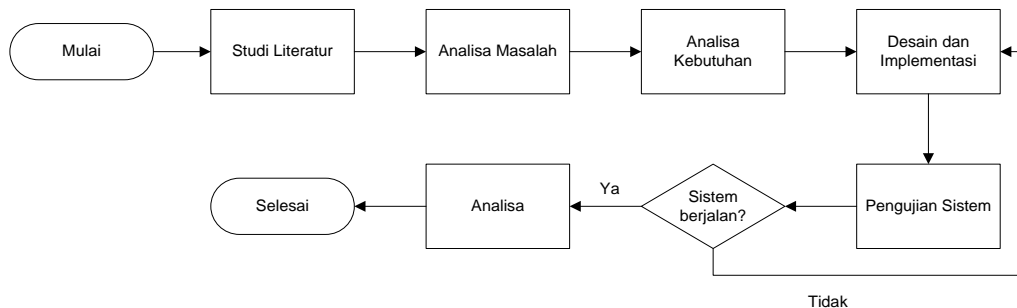 Mulai
Studi Literatur
Analisa Masalah
Analisa
Kebutuhan
Desain dan
Implementasi
Selesai
Analisa
Ya
Sistem
berjalan?
Pengujian Sistem
Tidak